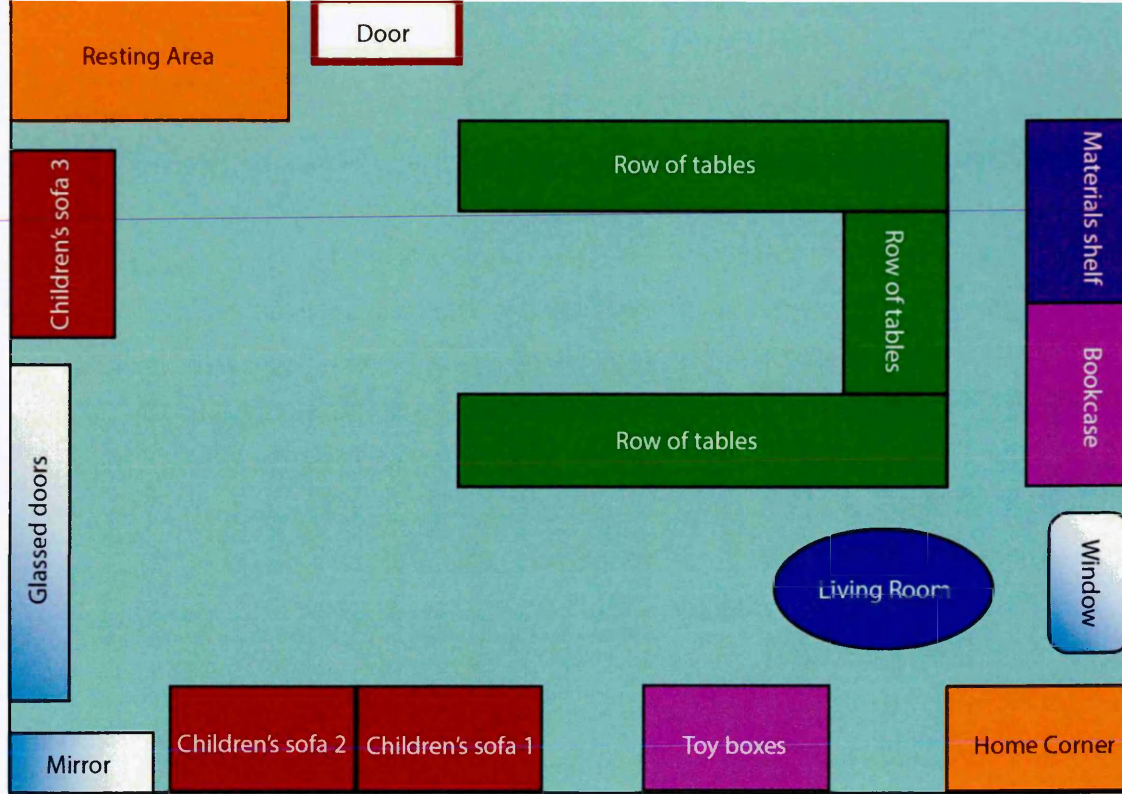 Resting Area
Door
Row of tables
Materials shelf
Children's sofa 3
Row of tables
Bookcase
Row of tables
Glassed doors
Living Room
Window
Children's sofa 2
Children's sofa 1
Toy boxes
Home Corner
Mirror